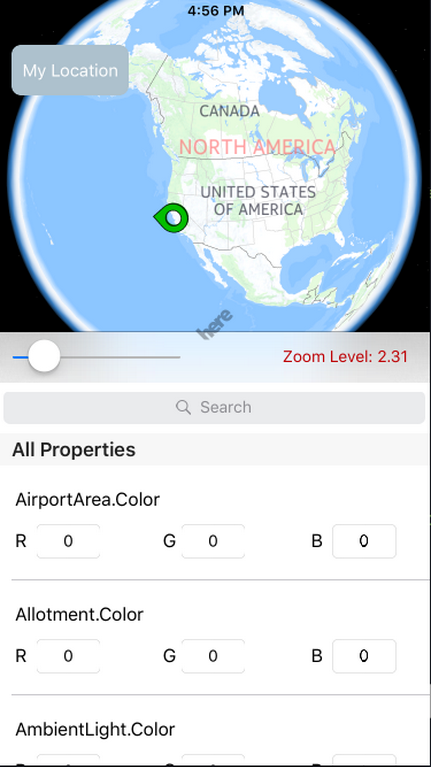 4:56 PM
My Location
CANADA
NORTH AMERICA
UNITED STATES
OF AMERICA
here
Zoom Level: 2.31
Search
All Properties
AirportArea.Color
R 0 G 0 B 0
Allotment.Color
R 0 G 0 B 0
AmbientLight.Color